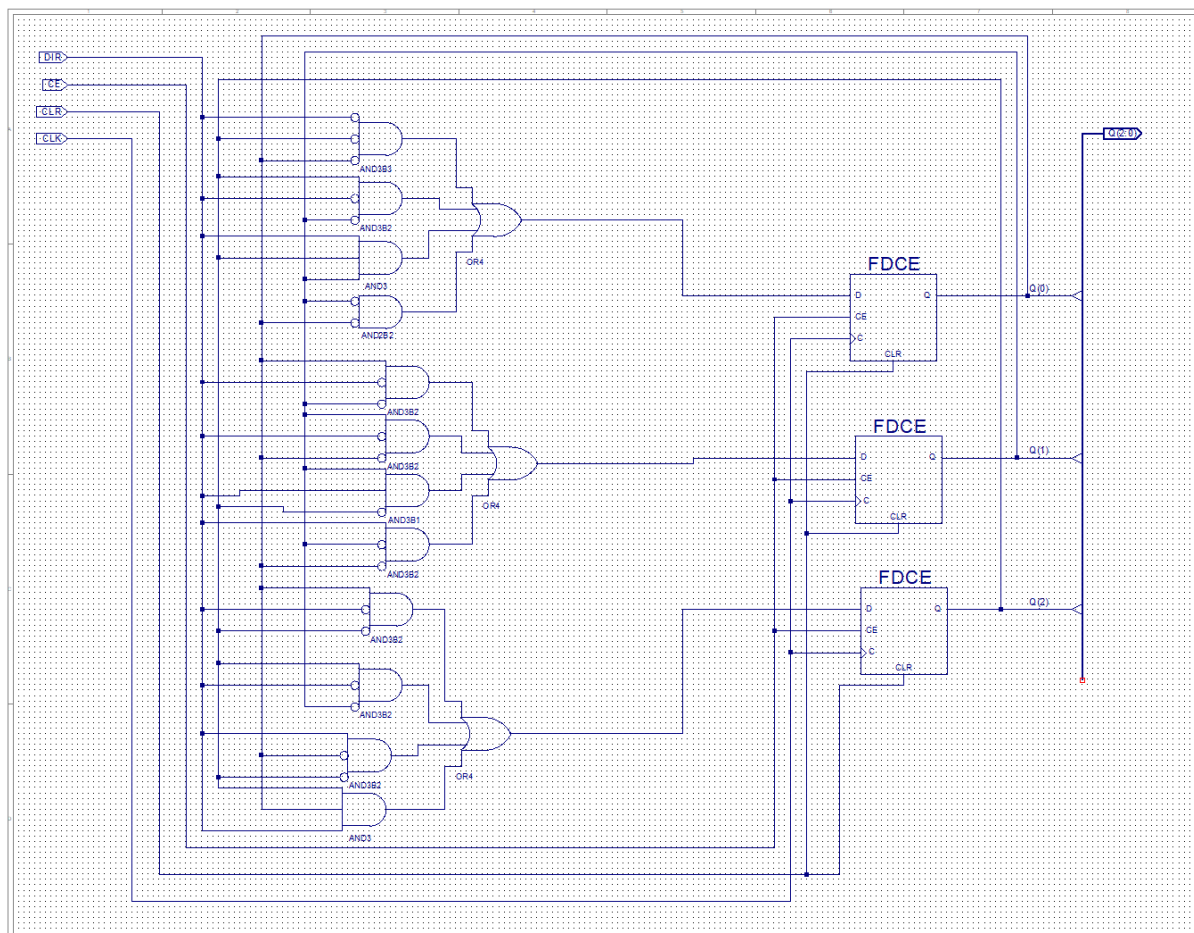 DIR
CE
CLR
CLK
Q(2:0)
AND3B3
AND3B2
OR4
AND3
AND2B2
FDCE
D
Q
CE
C
CLR
Q(0)
AND3B2
AND3B2
OR4
AND3B1
AND3B2
FDCE
D
Q
CE
C
CLR
Q(1)
AND3B2
AND3B2
OR4
AND3B2
AND3
FDCE
D
Q
CE
C
CLR
Q(2)